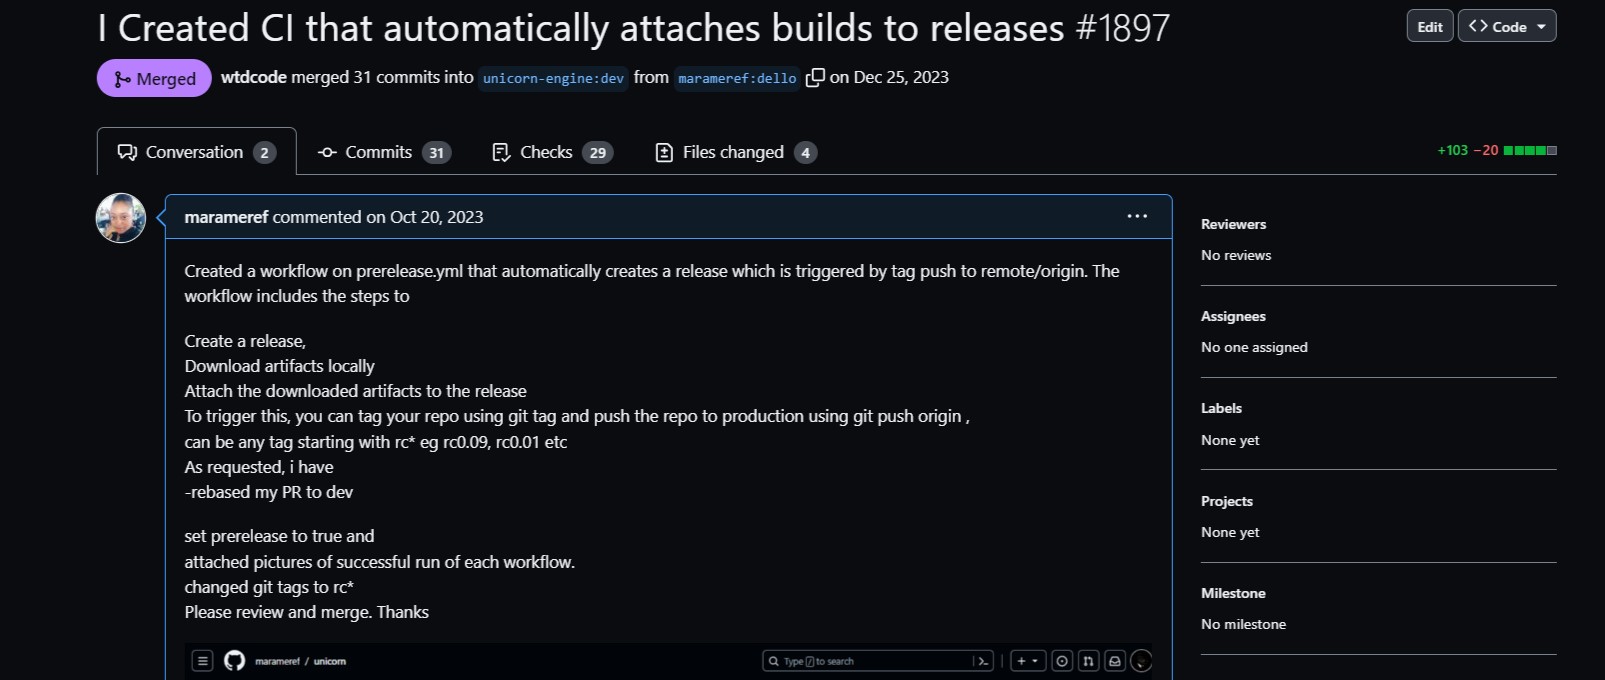 I Created CI that automatically attaches builds to releases #1897
Edit
Code
Merged
wtdcode merged 31 commits into unicorn-engine:dev from marameref:dello on Dec 25, 2023
Conversation 2
Commits 31
Checks 29
Files changed 4
+103 −20
marameref commented on Oct 20, 2023
Created a workflow on prerelease.yml that automatically creates a release which is triggered by tag push to remote/origin. The
workflow includes the steps to
Create a release,
Download artifacts locally
Attach the downloaded artifacts to the release
To trigger this, you can tag your repo using git tag and push the repo to production using git push origin ,
can be any tag starting with rc* eg rc0.09, rc0.01 etc
As requested, i have
-rebased my PR to dev
set prerelease to true and
attached pictures of successful run of each workflow.
changed git tags to rc*
Please review and merge. Thanks
marameref / unicorn
Type / to search
Reviewers
No reviews
Assignees
No one assigned
Labels
None yet
Projects
None yet
Milestone
No milestone